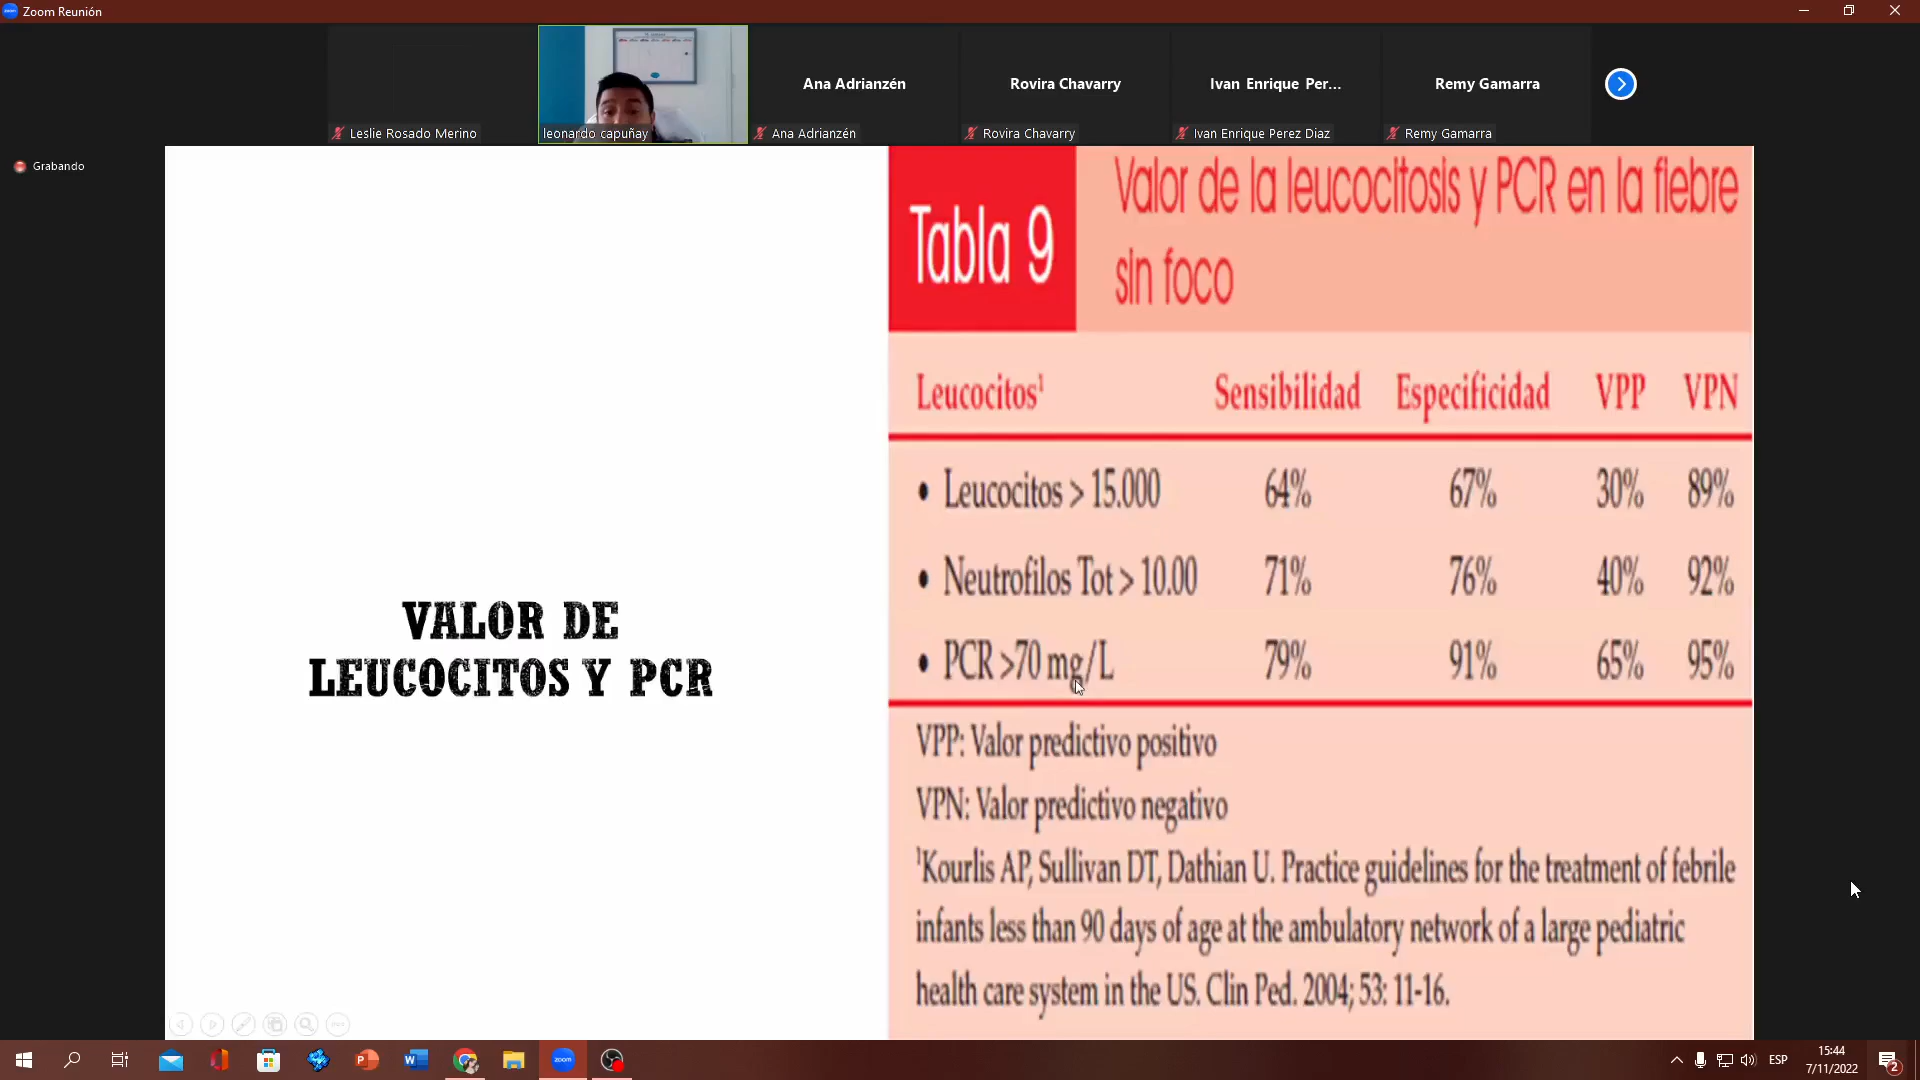 Zoom Reunión
Ana Adrianzén
Rovira Chavarry
Ivan Enrique Per...
Remy Gamarra
Leslie Rosado Merino
leonardo capuñay
Ana Adrianzén
Rovira Chavarry
Ivan Enrique Perez Diaz
Remy Gamarra
Grabando
VALOR DE
LEUCOCITOS Y PCR
Tabla 9
Valor de la leucocitosis y PCR en la fiebre
sin foco
Leucocitos¹ Sensibilidad Especificidad VPP VPN
• Leucocitos > 15.000 64% 67% 30% 89%
• Neutrofilos Tot > 10.00 71% 76% 40% 92%
• PCR >70 mg/L 79% 91% 65% 95%
VPP: Valor predictivo positivo
VPN: Valor predictivo negativo
¹Kourlis AP, Sullivan DT, Dathian U. Practice guidelines for the treatment of febrile
infants less than 90 days of age at the ambulatory network of a large pediatric
health care system in the US. Clin Ped. 2004; 53: 11-16.
zoom
ESP
15:44
7/11/2022
2